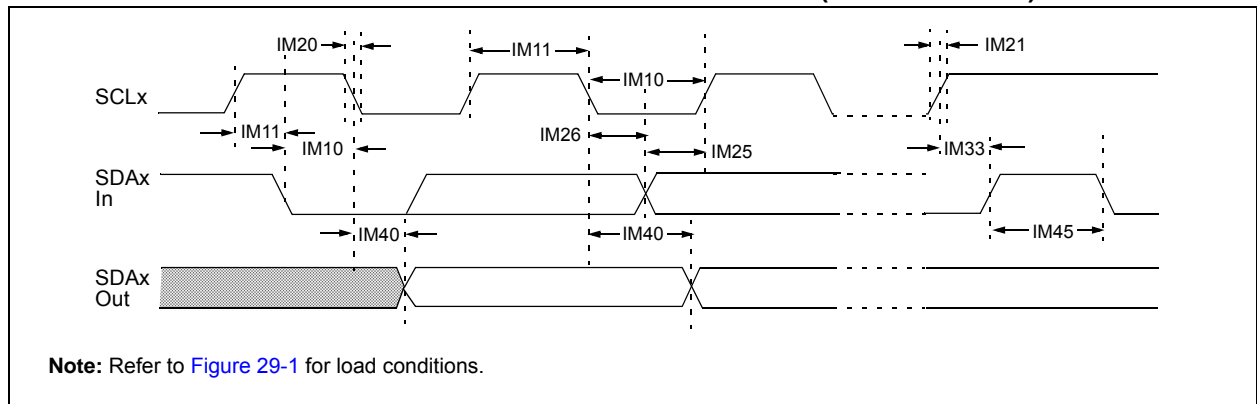 IM20
IM11
IM21
IM10
SCLx
IM11
IM26
IM10
IM25
IM33
SDAx
In
IM40
IM40
IM45
SDAx
Out
Note: Refer to Figure 29-1 for load conditions.